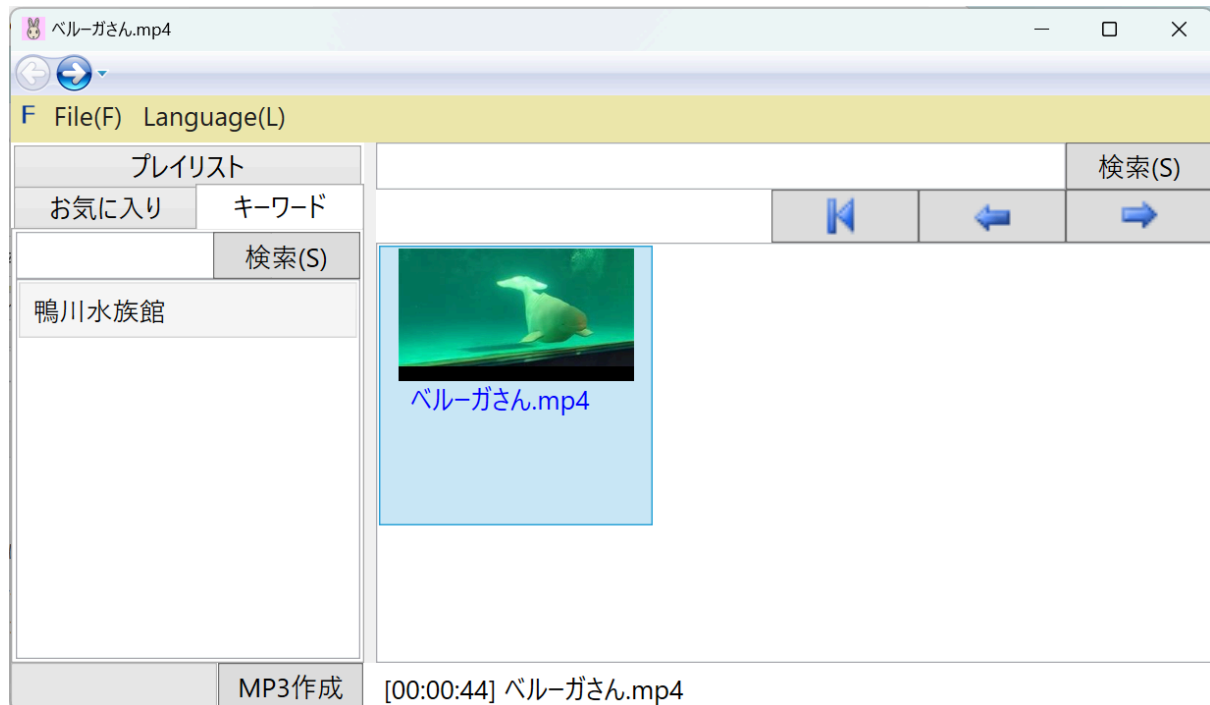 ベルーガさん.mp4
F File(F) Language(L)
プレイリスト
検索(S)
お気に入り キーワード
検索(S)
鴨川水族館
ベルーガさん.mp4
MP3作成
[00:00:44] ベルーガさん.mp4